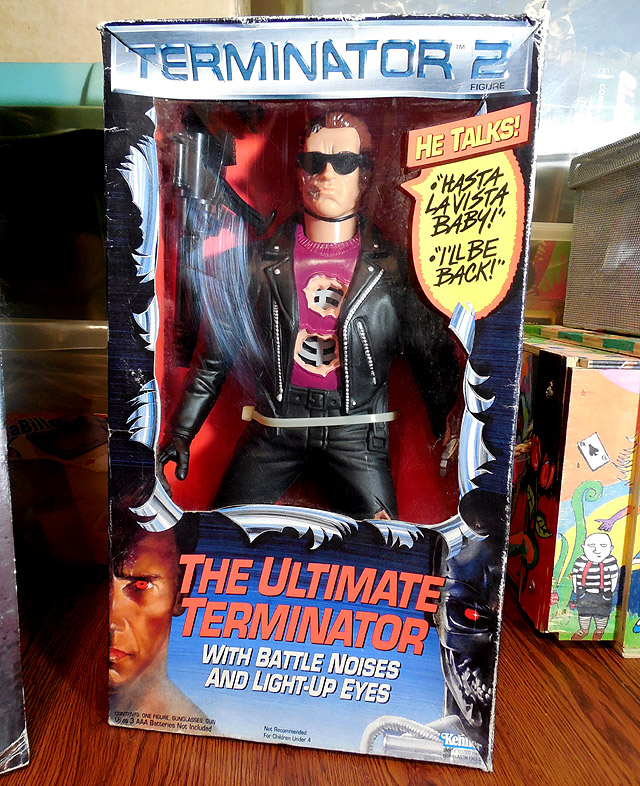 TERMINATOR 2
™
FIGURE
HE TALKS!
•"HASTA
LA VISTA
BABY!"
•"I'LL BE
BACK!"
THE ULTIMATE
TERMINATOR
WITH BATTLE NOISES
AND LIGHT-UP EYES
CONTENTS: ONE FIGURE, SUNGLASSES, GUN
3 AAA Batteries Not Included
Not Recommended
For Children Under 4
Kenner